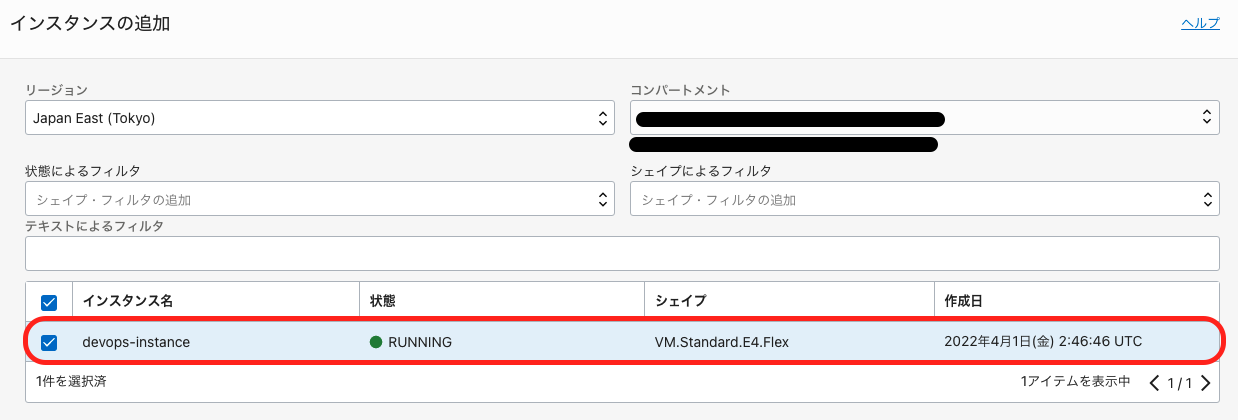 インスタンスの追加
ヘルプ
リージョン
コンパートメント
Japan East (Tokyo)
状態によるフィルタ
シェイプによるフィルタ
シェイプ・フィルタの追加
シェイプ・フィルタの追加
テキストによるフィルタ
インスタンス名 状態 シェイプ 作成日
devops-instance RUNNING VM.Standard.E4.Flex 2022年4月1日(金) 2:46:46 UTC
1件を選択済
1アイテムを表示中 1 / 1